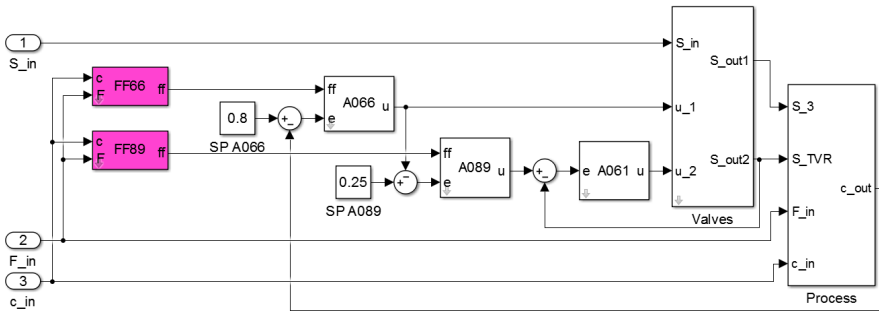 1
S_in
c
F
FF66
ff
c
F
FF89
ff
0.8
+
-
SP A066
ff
e
A066
u
0.25
+
-
SP A089
ff
e
A089
u
+
-
e
A061
u
S_in
u_1
u_2
S_out1
S_out2
Valves
S_3
S_TVR
F_in
c_in
c_out
Process
2
F_in
3
c_in